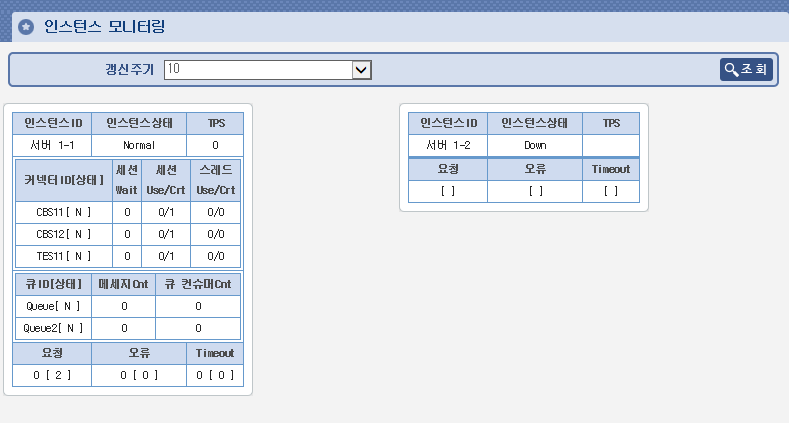 인스턴스 모니터링
갱신주기 10 조 회
인스턴스ID 인스턴스상태 TPS
서버 1-1 Normal 0
커넥터ID[상태] 세션 Wait 세션 Use/Crt 스레드 Use/Crt
CBS11[ N ] 0 0/1 0/0
CBS12[ N ] 0 0/1 0/0
TES11[ N ] 0 0/1 0/0
큐ID[상태] 메세지Cnt 큐 컨슈머Cnt
Queue[ N ] 0 0
Queue2[ N ] 0 0
요청 오류 Timeout
0 [ 2 ] 0 [ 0 ] 0 [ 0 ]
인스턴스ID 인스턴스상태 TPS
서버 1-2 Down
요청 오류 Timeout
[ ] [ ] [ ]